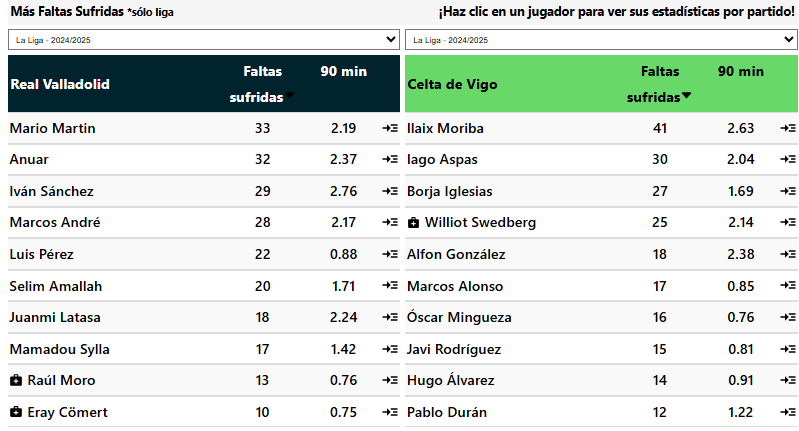 Más Faltas Sufridas *sólo liga
¡Haz clic en un jugador para ver sus estadísticas por partido!
La Liga - 2024/2025
La Liga - 2024/2025
Real Valladolid Faltas sufridas 90 min
Mario Martin 33 2.19
Anuar 32 2.37
Iván Sánchez 29 2.76
Marcos André 28 2.17
Luis Pérez 22 0.88
Selim Amallah 20 1.71
Juanmi Latasa 18 2.24
Mamadou Sylla 17 1.42
Raúl Moro 13 0.76
Eray Cömert 10 0.75
Celta de Vigo Faltas sufridas 90 min
Ilaix Moriba 41 2.63
Iago Aspas 30 2.04
Borja Iglesias 27 1.69
Williot Swedberg 25 2.14
Alfon González 18 2.38
Marcos Alonso 17 0.85
Óscar Mingueza 16 0.76
Javi Rodríguez 15 0.81
Hugo Álvarez 14 0.91
Pablo Durán 12 1.22